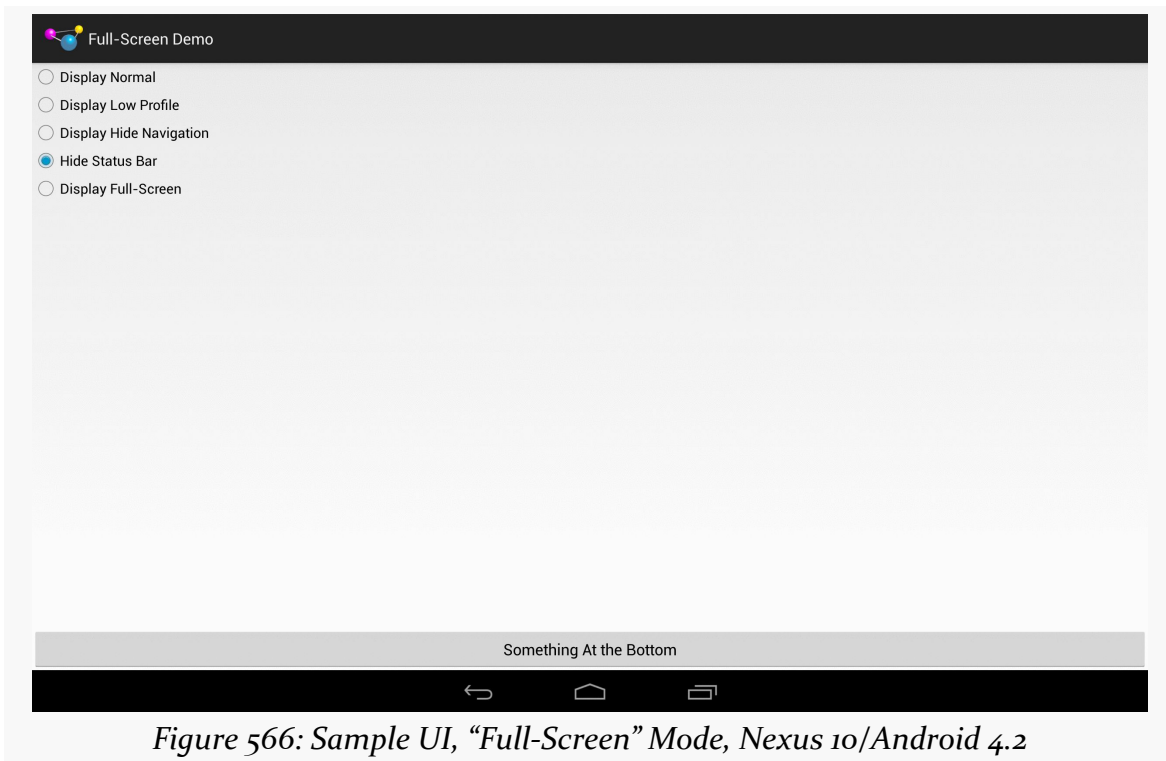 Full-Screen Demo
Display Normal
Display Low Profile
Display Hide Navigation
Hide Status Bar
Display Full-Screen
Something At the Bottom
Figure 566: Sample UI, “Full-Screen” Mode, Nexus 10/Android 4.2